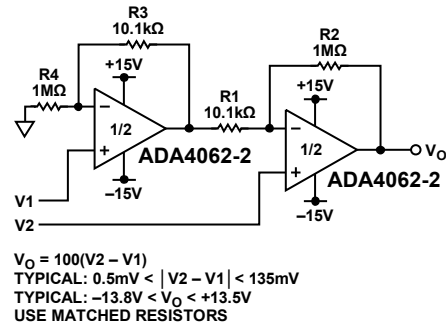 R3
10.1kΩ
R4
1MΩ
+15V
–
1/2
+
ADA4062-2
–15V
V1
R1
10.1kΩ
R2
1MΩ
+15V
–
1/2
+
ADA4062-2
–15V
V2
VO
VO = 100(V2 – V1)
TYPICAL: 0.5mV < |V2 – V1| < 135mV
TYPICAL: –13.8V < VO < +13.5V
USE MATCHED RESISTORS